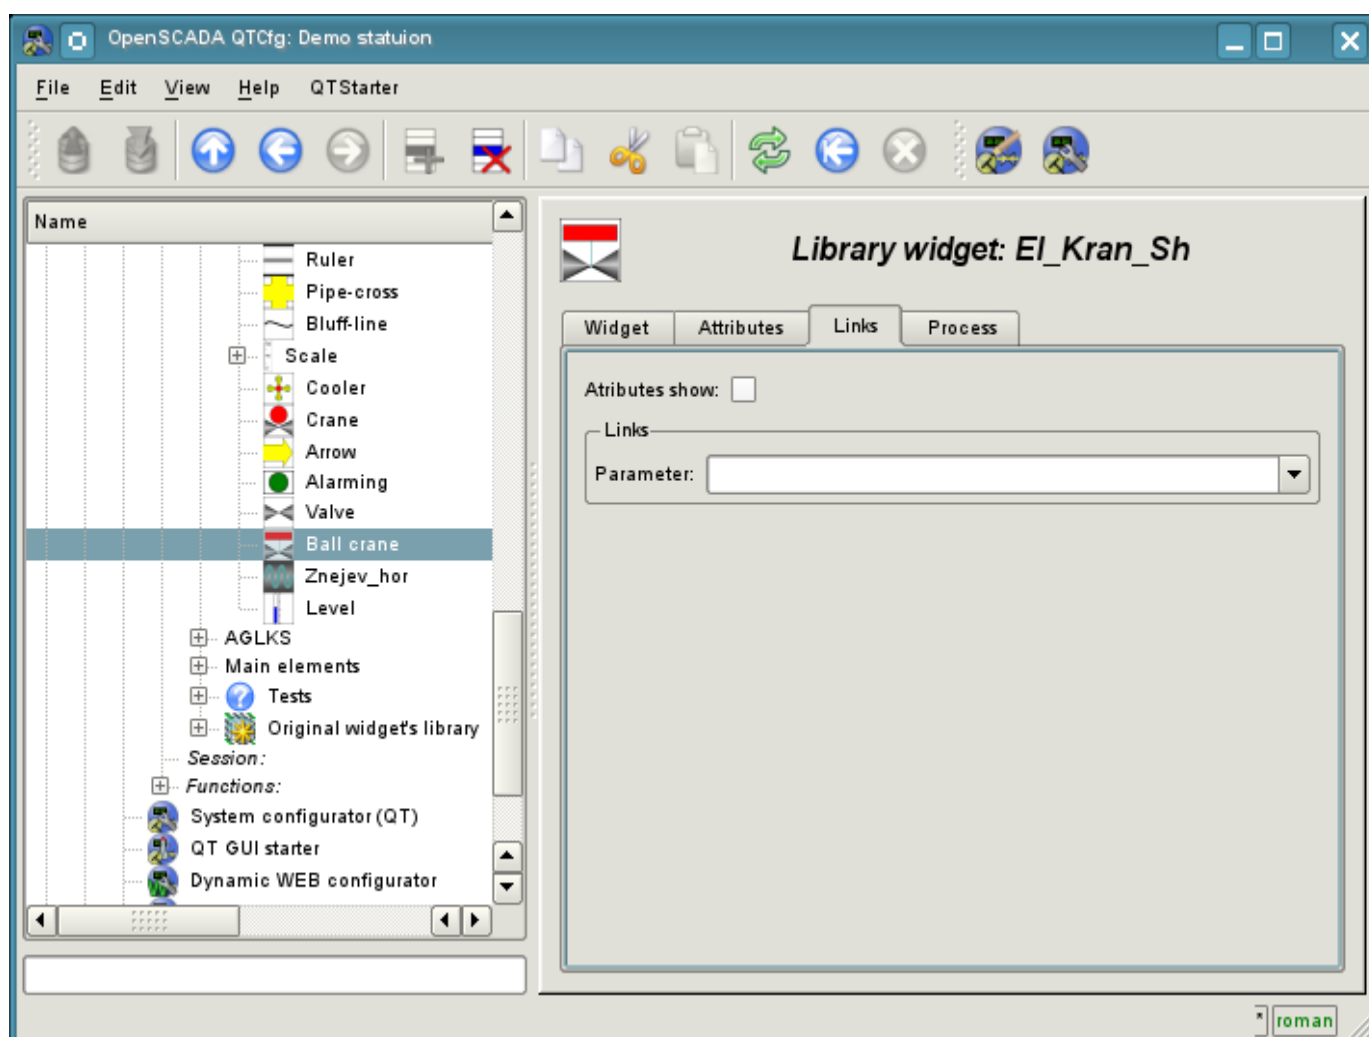 OpenSCADA QTCfg: Demo statuion
File Edit View Help QTStarter
Name
Ruler
Pipe-cross
Bluff-line
Scale
Cooler
Crane
Arrow
Alarming
Valve
Ball crane
Znejev_hor
Level
AGLKS
Main elements
Tests
Original widget's library
Session:
Functions:
System configurator (QT)
QT GUI starter
Dynamic WEB configurator
Library widget: El_Kran_Sh
Widget Attributes Links Process
Atributes show:
Links
Parameter:
* roman